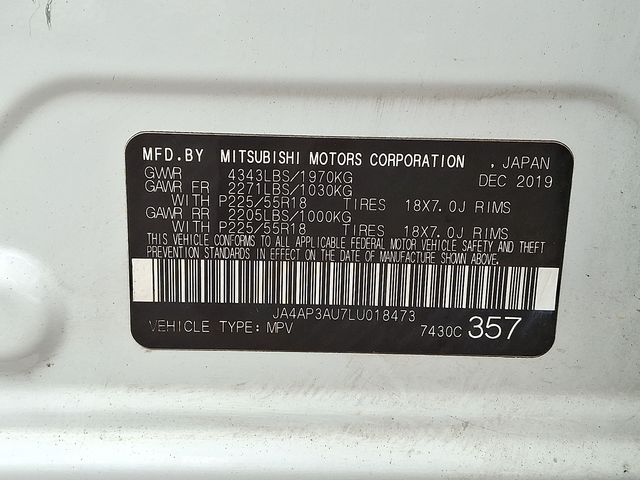 MFD.BY MITSUBISHI MOTORS CORPORATION , JAPAN
GVWR 4343LBS/1970KG DEC 2019
GAWR FR 2271LBS/1030KG
WITH P225/55R18 TIRES 18X7.0J RIMS
GAWR RR 2205LBS/1000KG
WITH P225/55R18 TIRES 18X7.0J RIMS
THIS VEHICLE CONFORMS TO ALL APPLICABLE FEDERAL MOTOR VEHICLE SAFETY AND THEFT
PREVENTION STANDARDS IN EFFECT ON THE DATE OF MANUFACTURE SHOWN ABOVE.
JA4AP3AU7LU018473
VEHICLE TYPE: MPV 7430C 357